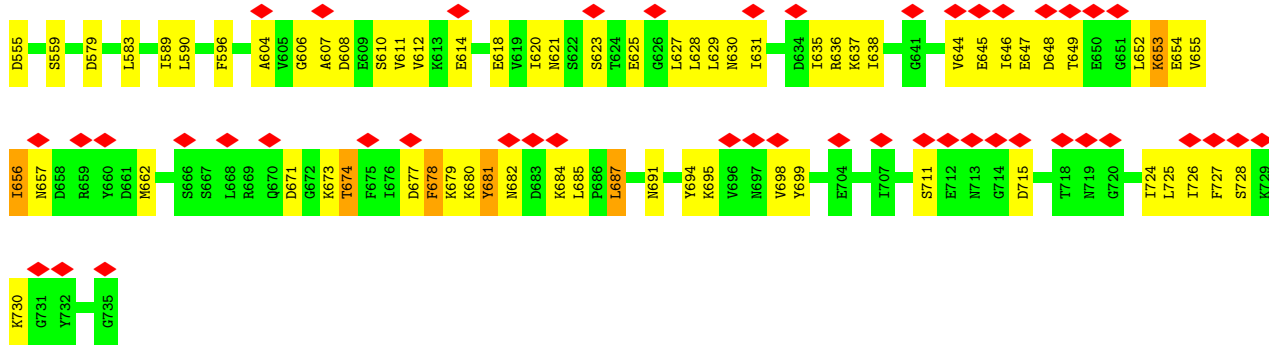 D555 S559 D579 L583 I589 L590 F596 A604 V605 G606 A607 D608 E609 S610 V611 V612 K613 E614 E618 V619 I620 N621 S622 S623 T624 E625 G626 L627 L628 L629 N630 I631 D634 I635 R636 K637 I638 G641 V644 E645 I646 E647 D648 T649 E650 G651 L652 K653 E654 V655
I656 N657 D658 R659 Y660 D661 M662 S666 S667 L668 R669 Q670 D671 G672 K673 T674 F675 I676 D677 F678 K679 K680 Y681 N682 D683 K684 L685 P686 L687 N691 Y694 K695 V696 N697 V698 Y699 E704 I707 S711 E712 N713 G714 D715 T718 N719 G720 I724 L725 I726 F727 S728 K729
K730 G731 Y732 G735